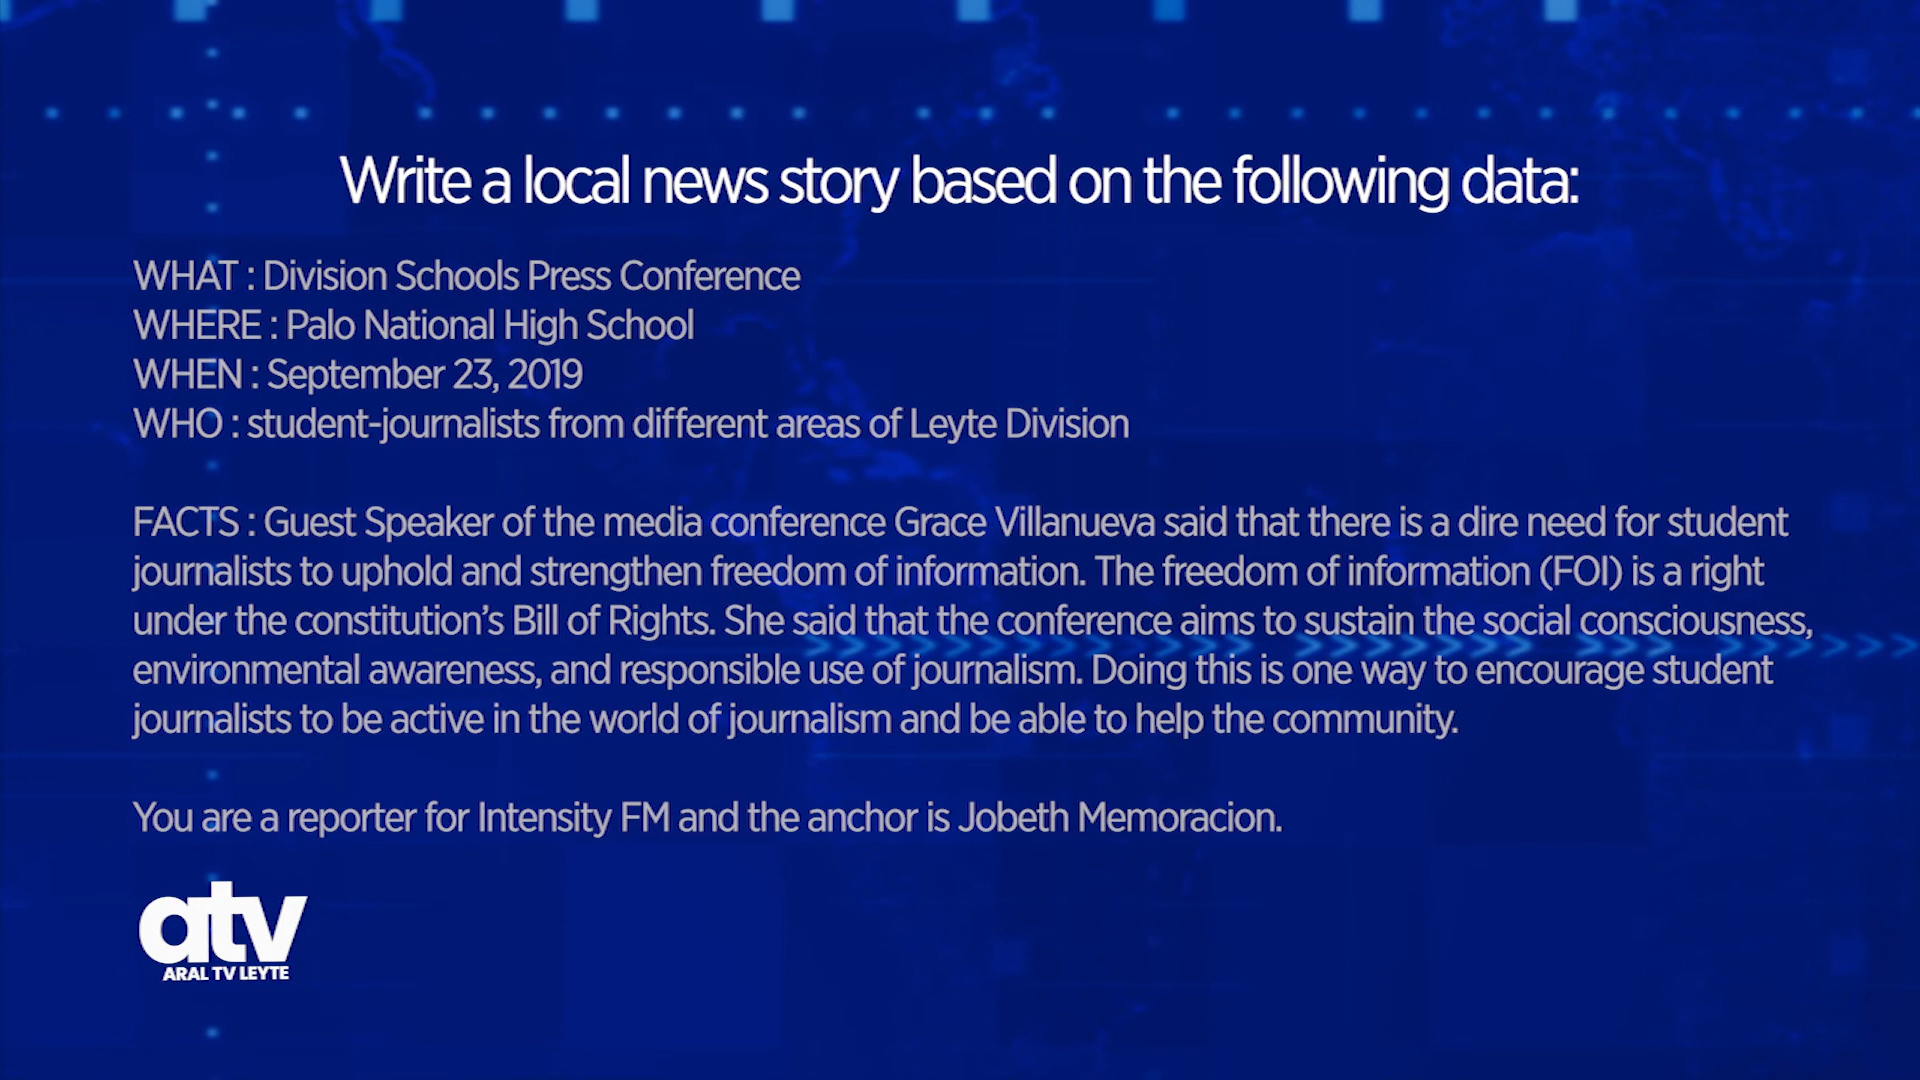 Write a local news story based on the following data:
WHAT : Division Schools Press Conference
WHERE : Palo National High School
WHEN : September 23, 2019
WHO : student-journalists from different areas of Leyte Division
FACTS : Guest Speaker of the media conference Grace Villanueva said that there is a dire need for student
journalists to uphold and strengthen freedom of information. The freedom of information (FOI) is a right
under the constitution’s Bill of Rights. She said that the conference aims to sustain the social consciousness,
environmental awareness, and responsible use of journalism. Doing this is one way to encourage student
journalists to be active in the world of journalism and be able to help the community.
You are a reporter for Intensity FM and the anchor is Jobeth Memoracion.
atv
ARAL TV LEYTE